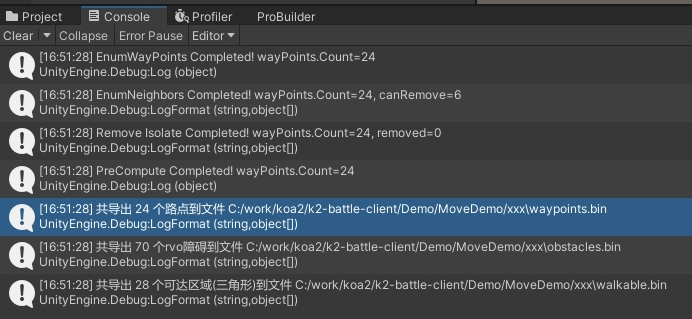 Project Console Profiler ProBuilder
Clear Collapse Error Pause Editor
[16:51:28] EnumWayPoints Completed! wayPoints.Count=24
UnityEngine.Debug:Log (object)
[16:51:28] EnumNeighbors Completed! wayPoints.Count=24, canRemove=6
UnityEngine.Debug:LogFormat (string,object[])
[16:51:28] Remove Isolate Completed! wayPoints.Count=24, removed=0
UnityEngine.Debug:LogFormat (string,object[])
[16:51:28] PreCompute Completed! wayPoints.Count=24
UnityEngine.Debug:Log (object)
[16:51:28] 共导出 24 个路点到文件 C:/work/koa2/k2-battle-client/Demo/MoveDemo/xxx\waypoints.bin
UnityEngine.Debug:LogFormat (string,object[])
[16:51:28] 共导出 70 个rvo障碍到文件 C:/work/koa2/k2-battle-client/Demo/MoveDemo/xxx\obstacles.bin
UnityEngine.Debug:LogFormat (string,object[])
[16:51:28] 共导出 28 个可达区域(三角形)到文件 C:/work/koa2/k2-battle-client/Demo/MoveDemo/xxx\walkable.bin
UnityEngine.Debug:LogFormat (string,object[])